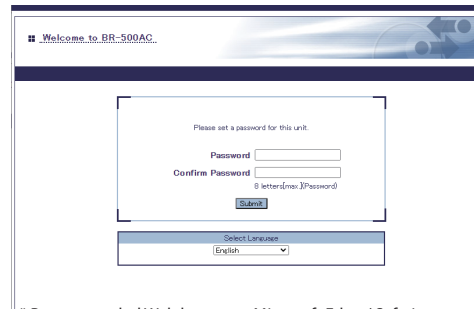 Welcome to BR-500AC
Please set a password for this unit.
Password
Confirm Password
8 letters[max.](Password)
Submit
Select Language
English